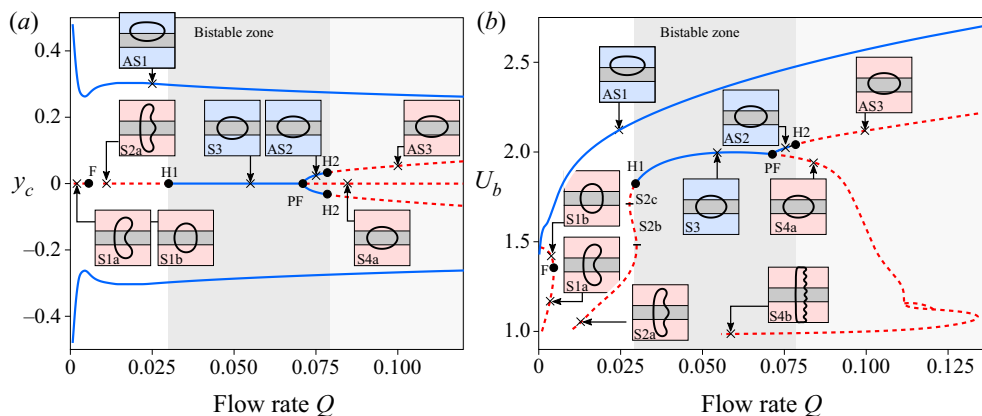 (a)
Bistable zone
0.4
0.2
y_c 0
−0.2
−0.4
AS1
S2a
S3
AS2
AS3
F
H1
H2
PF
H2
S1a
S1b
S4a
0
0.025
0.050
0.075
0.100
Flow rate Q
(b)
Bistable zone
2.5
2.0
U_b
1.5
1.0
AS1
AS2
AS3
H2
H1
PF
S2c
S2b
S1b
S3
S4a
F
S1a
S2a
S4b
0
0.025
0.050
0.075
0.100
0.125
Flow rate Q